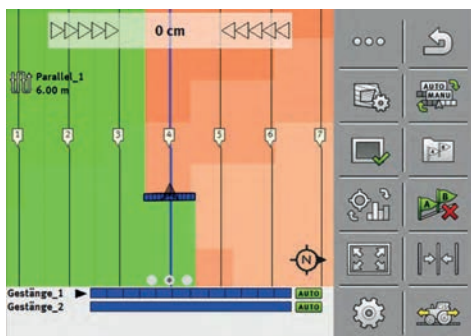 0 cm
Parallel_1
6.00 m
1 2 3 4 5 6 7
N
Gestänge_1 AUTO
Gestänge_2 AUTO
AUTO
MANU
A B